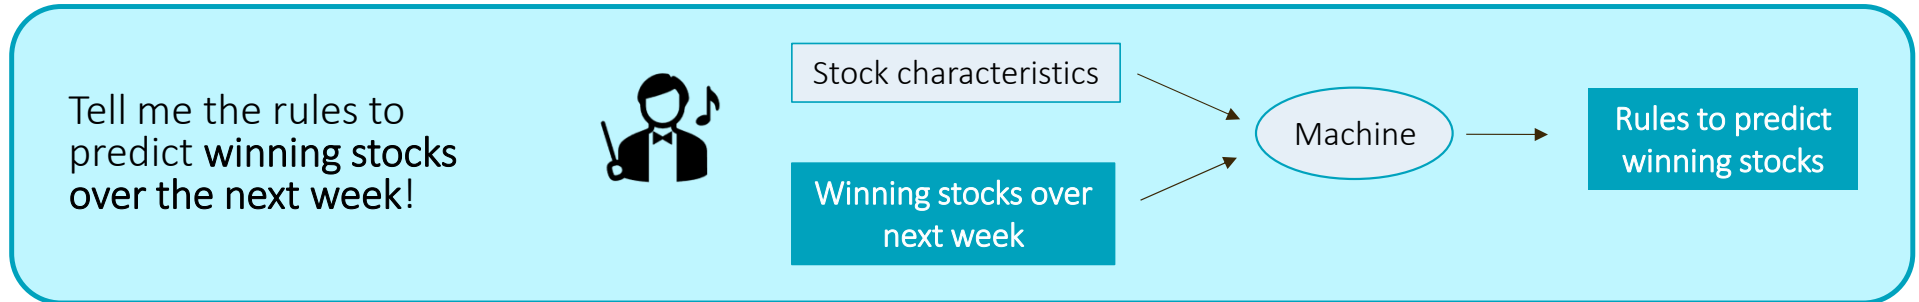 Tell me the rules to
predict winning stocks
over the next week!
Stock characteristics
Winning stocks over
next week
Machine
Rules to predict
winning stocks